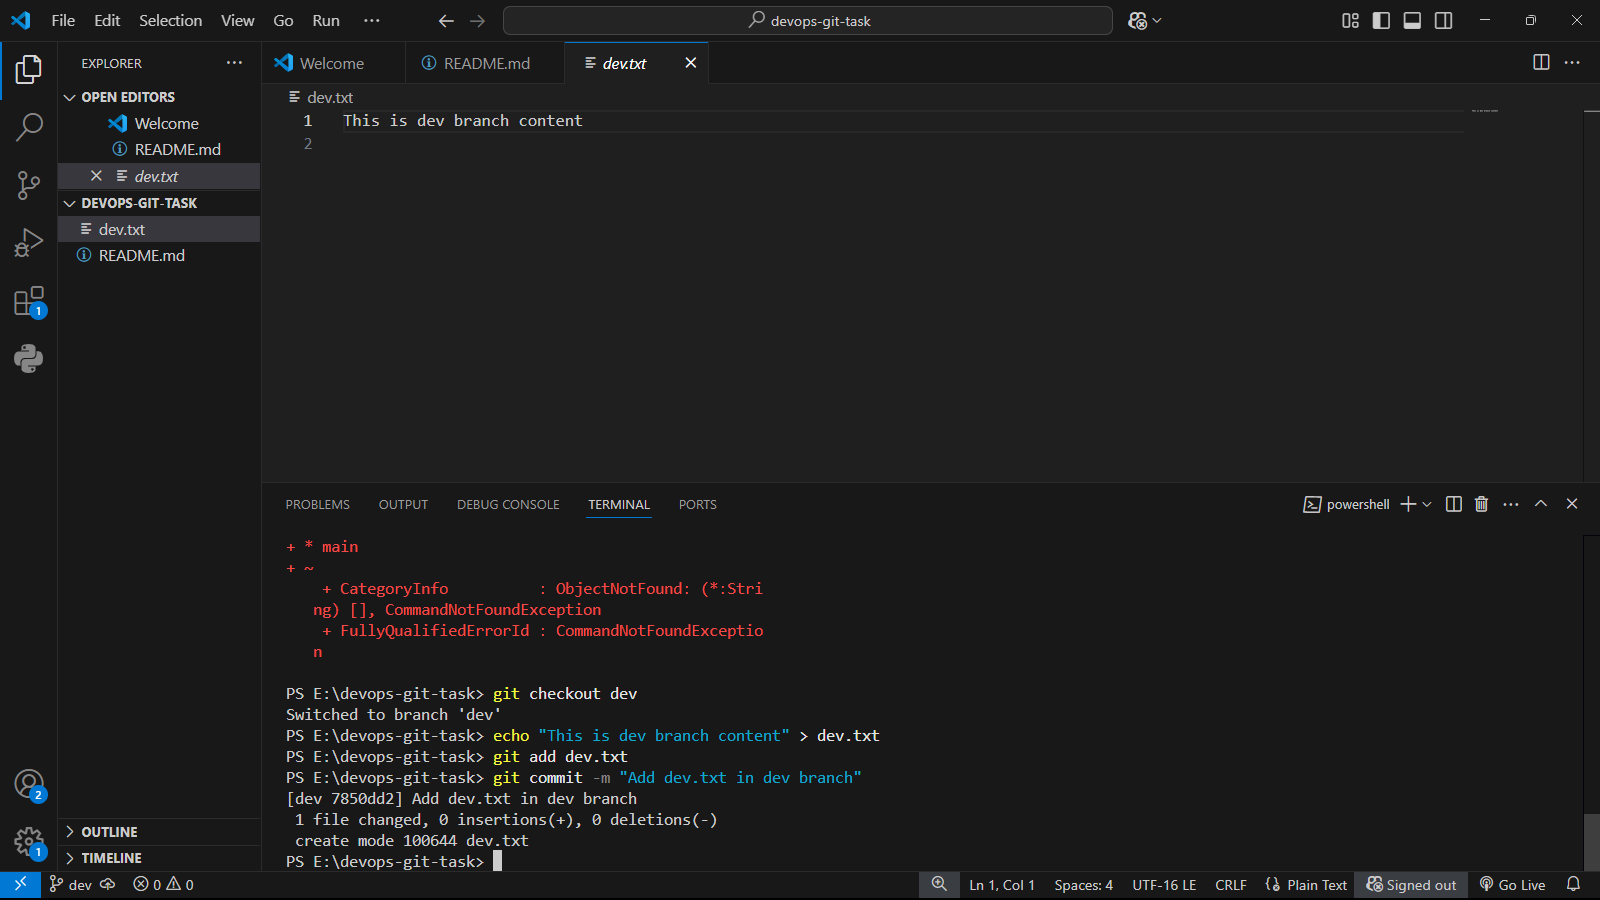 File Edit Selection View Go Run
devops-git-task
EXPLORER
OPEN EDITORS
Welcome
README.md
dev.txt
DEVOPS-GIT-TASK
dev.txt
README.md
OUTLINE
TIMELINE
1
2
1
Welcome README.md dev.txt
dev.txt
1 This is dev branch content
2
PROBLEMS OUTPUT DEBUG CONSOLE TERMINAL PORTS
powershell
+ * main
+ ~
+ CategoryInfo : ObjectNotFound: (*:Stri
ng) [], CommandNotFoundException
+ FullyQualifiedErrorId : CommandNotFoundExceptio
n
PS E:\devops-git-task> git checkout dev
Switched to branch 'dev'
PS E:\devops-git-task> echo "This is dev branch content" > dev.txt
PS E:\devops-git-task> git add dev.txt
PS E:\devops-git-task> git commit -m "Add dev.txt in dev branch"
[dev 7850dd2] Add dev.txt in dev branch
1 file changed, 0 insertions(+), 0 deletions(-)
create mode 100644 dev.txt
PS E:\devops-git-task>
dev 0 0 Ln 1, Col 1 Spaces: 4 UTF-16 LE CRLF {} Plain Text Signed out Go Live